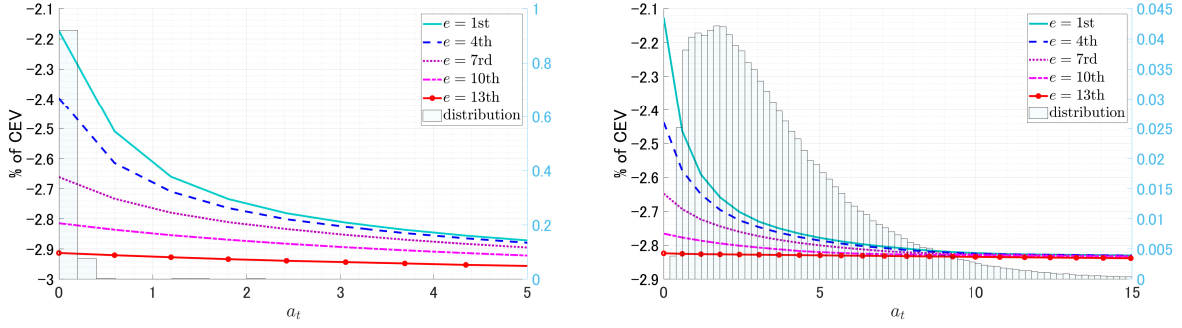 -2.1
-2.2
-2.3
-2.4
-2.5
-2.6
-2.7
-2.8
-2.9
-3
% of CEV
0
1
2
3
4
5
a_t
0
0.2
0.4
0.6
0.8
1
e = 1st
e = 4th
e = 7rd
e = 10th
e = 13th
distribution
-2.1
-2.2
-2.3
-2.4
-2.5
-2.6
-2.7
-2.8
-2.9
% of CEV
0
5
10
15
a_t
0
0.005
0.01
0.015
0.02
0.025
0.03
0.035
0.04
0.045
e = 1st
e = 4th
e = 7rd
e = 10th
e = 13th
distribution